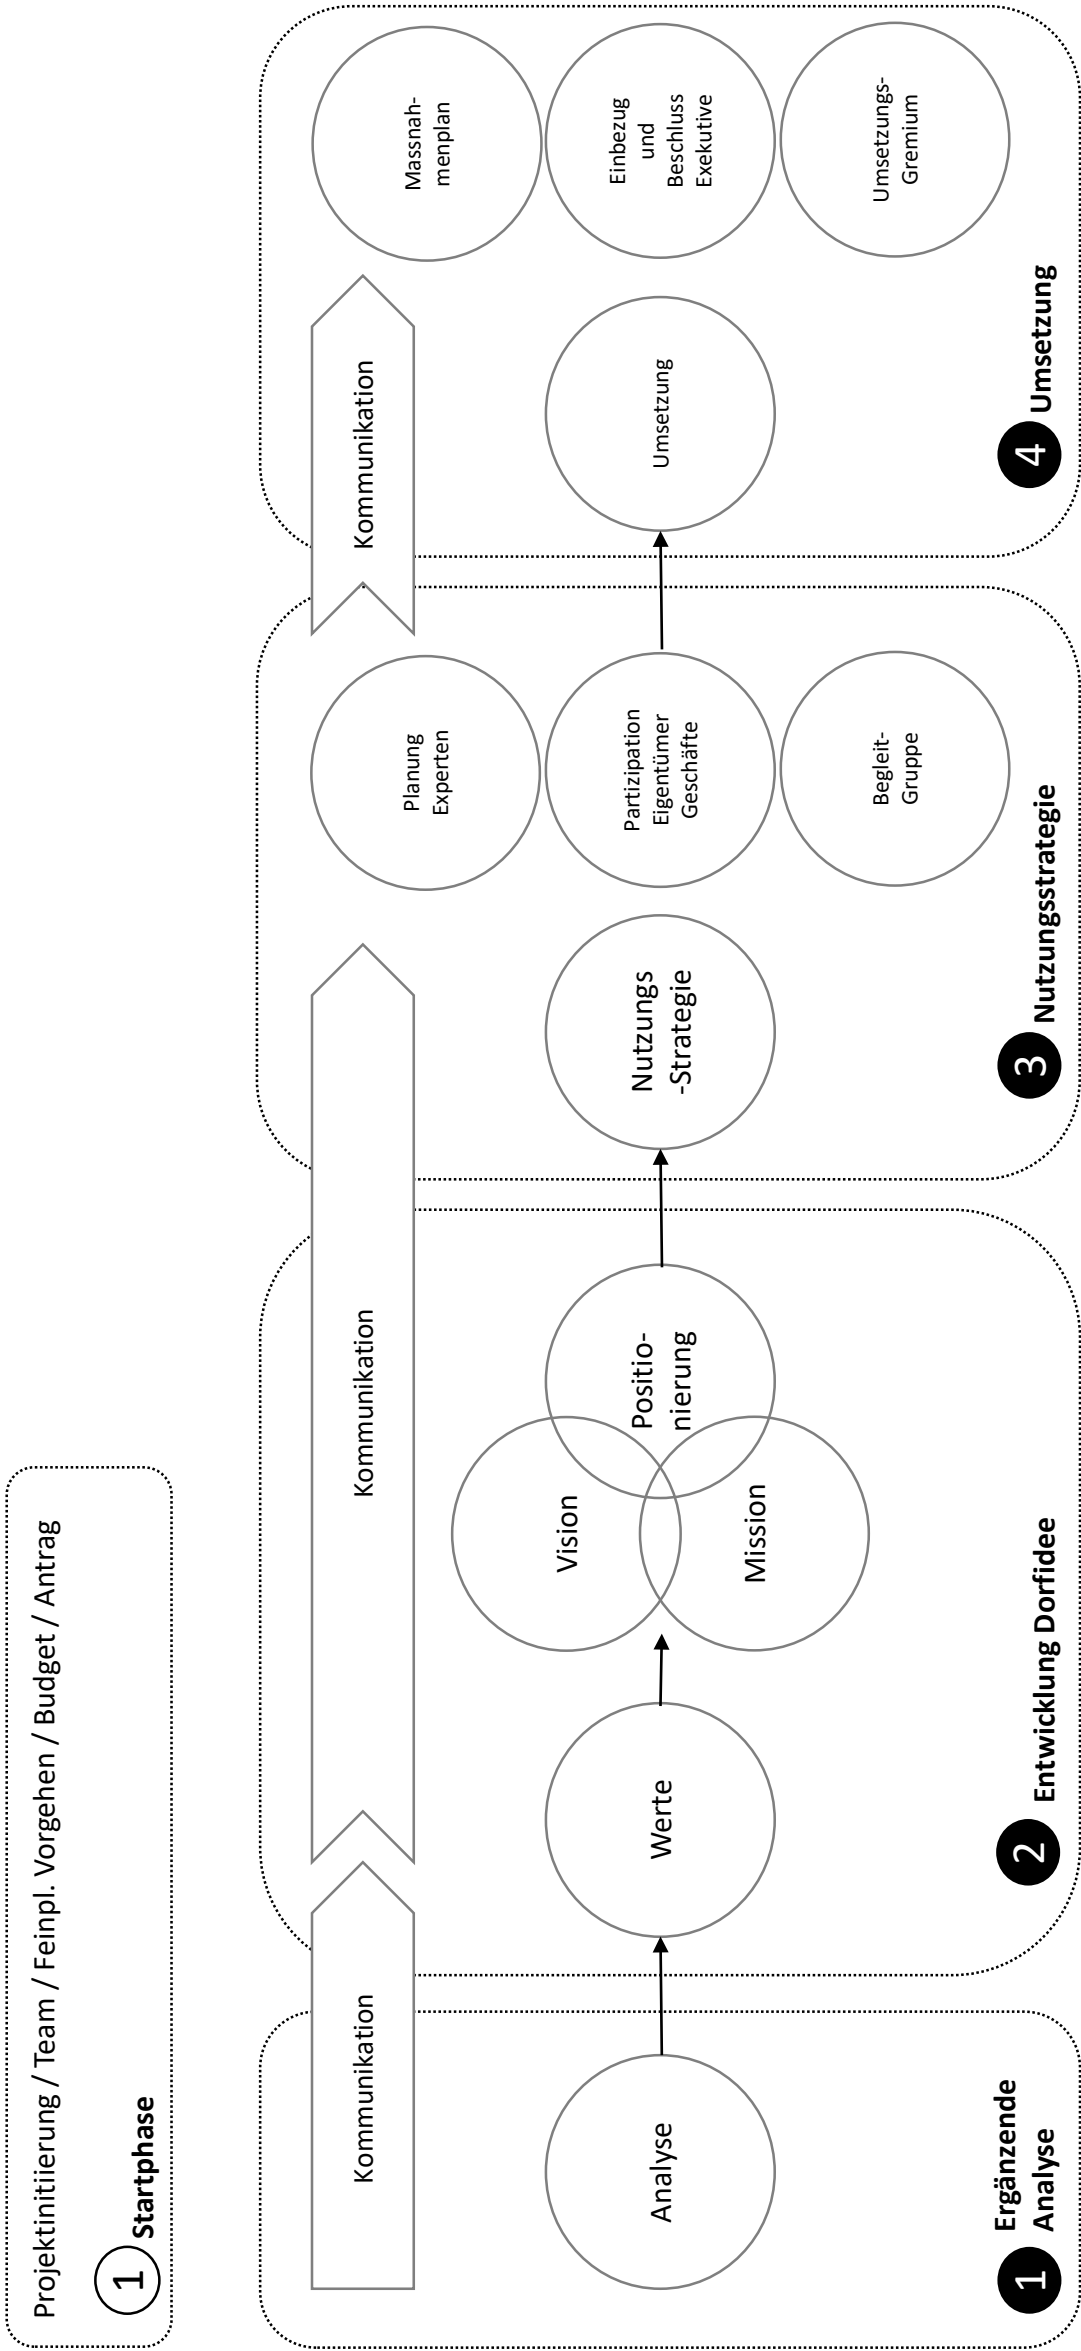 Projektinitiierung / Team / Feinpl. Vorgehen / Budget / Antrag
1
Startphase
Kommunikation
Analyse
1
Ergänzende
Analyse
Kommunikation
Werte
Vision
Mission
Positio-
nierung
2
Entwicklung Dorfidee
Nutzungs
-Strategie
Planung
Experten
Partizipation
Eigentümer
Geschäfte
Begleit-
Gruppe
3
Nutzungsstrategie
Kommunikation
Umsetzung
Massnah-
menplan
Einbezug
und
Beschluss
Exekutive
Umsetzungs-
Gremium
4
Umsetzung